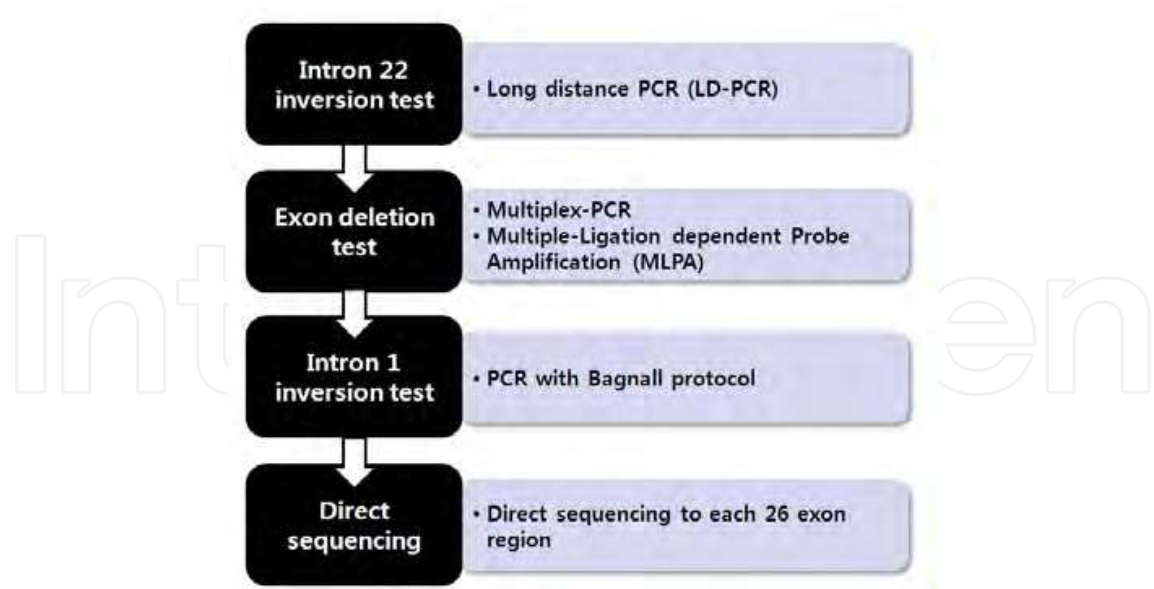 Intron 22
inversion test
• Long distance PCR (LD-PCR)
Exon deletion
test
• Multiplex-PCR
• Multiple-Ligation dependent Probe
Amplification (MLPA)
Intron 1
inversion test
• PCR with Bagnall protocol
Direct
sequencing
• Direct sequencing to each 26 exon
region